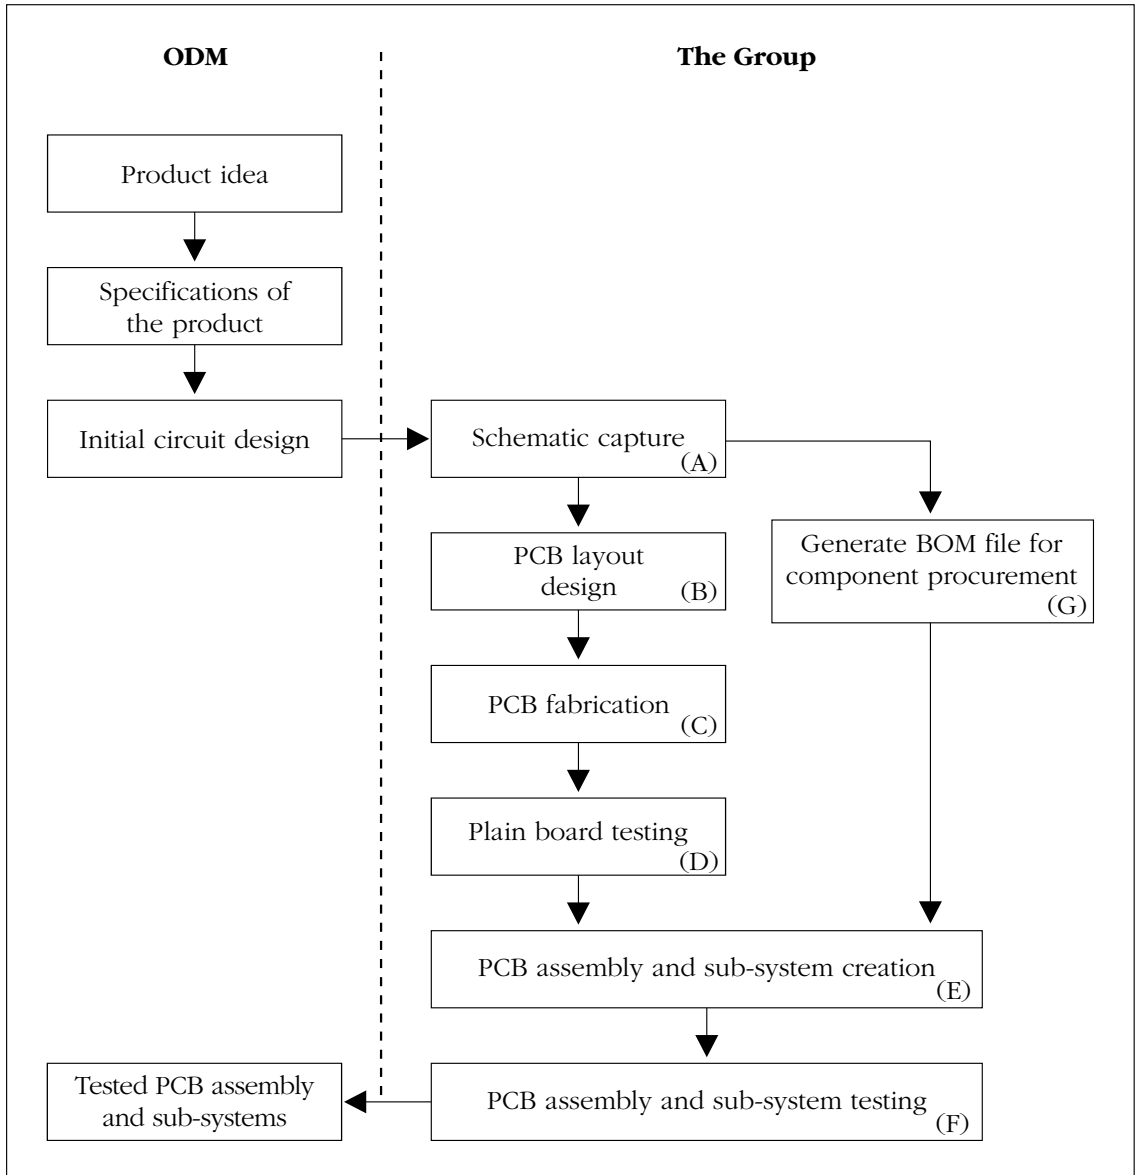 ODM
The Group
Product idea
Specifications of
the product
Initial circuit design
Schematic capture
(A)
PCB layout
design
(B)
Generate BOM file for
component procurement
(G)
PCB fabrication
(C)
Plain board testing
(D)
PCB assembly and sub-system creation
(E)
Tested PCB assembly
and sub-systems
PCB assembly and sub-system testing
(F)